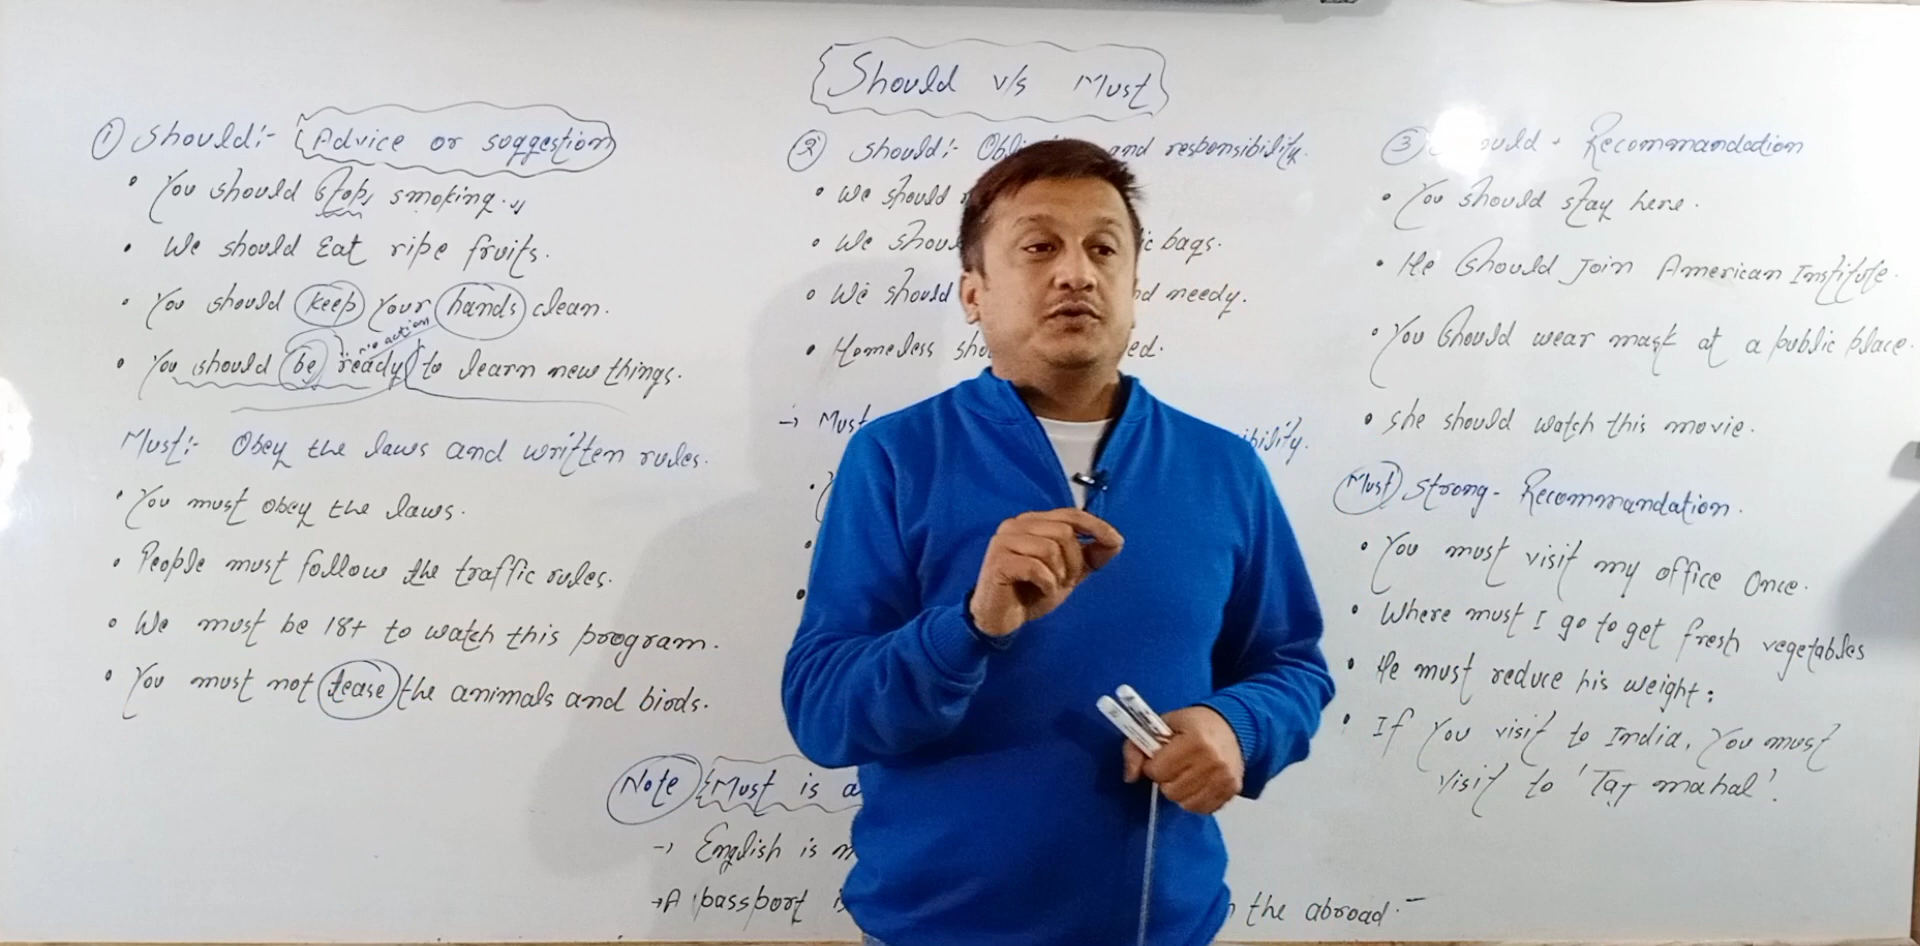 Should v/s Must
① Should:- Advice or suggestion
• You should stop smoking.
• We should Eat ripe fruits.
• You should keep your hands clean.
no action
• You should be ready to learn new things.
Must:- Obey the laws and written rules.
• You must obey the laws.
• People must follow the traffic rules.
• We must be 18+ to watch this program.
• You must not tease the animals and birds.
② Should:- and responsibility.
• We should
• We bags.
• We should needy.
• Homeless
→ Must
③ Recommandation
• You should stay here.
• He should Join American Institute.
• You should wear mask at a public place.
• She should watch this movie.
Must Strong - Recommandation.
• You must visit my office Once.
• Where must I go to get fresh vegetables
• He must reduce his weight.
• If you visit to India, You must
visit to 'Taj mahal'.
Note Must is
→ English is
→ A passport the abroad.